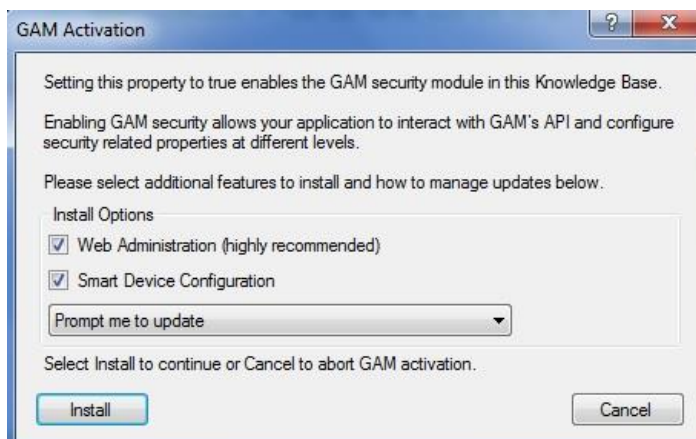 GAM Activation
Setting this property to true enables the GAM security module in this Knowledge Base.
Enabling GAM security allows your application to interact with GAM's API and configure
security related properties at different levels.
Please select additional features to install and how to manage updates below.
Install Options
Web Administration (highly recommended)
Smart Device Configuration
Prompt me to update
Select Install to continue or Cancel to abort GAM activation.
Install Cancel